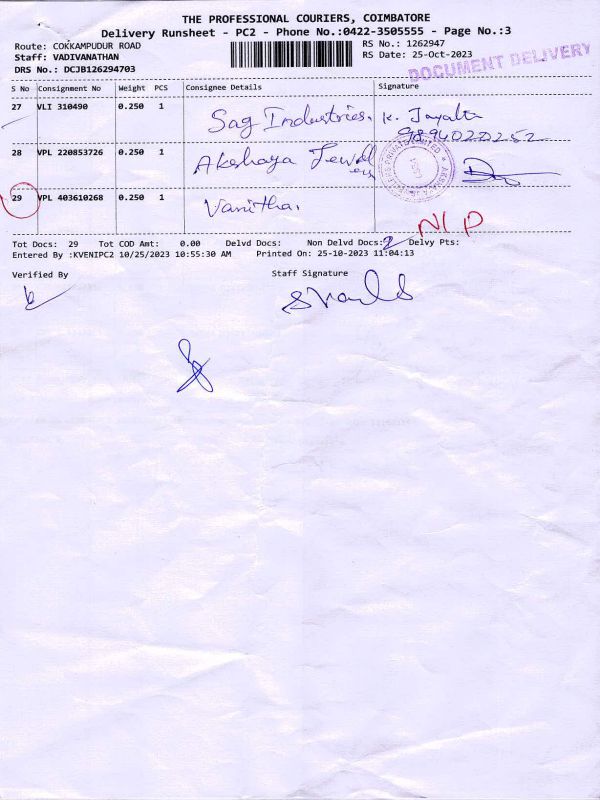 THE PROFESSIONAL COURIERS, COIMBATORE
Delivery Runsheet - PC2 - Phone No.:0422-3505555 - Page No.:3
Route: COKKAMPUDUR ROAD
RS No.: 1262947
Staff: VADIVANATHAN
RS Date: 25-Oct-2023
DRS No.: DCJB126294703
DOCUMENT DELIVERY
S No Consignment No Weight PCS Consignee Details Signature
27 VLI 310490 0.250 1 Sag Industries. K.
9894020252
28 VPL 220853726 0.250 1 Akshaya Jewellers
29 VPL 403610268 0.250 1 Vanitha.
N/D
Tot Docs: 29 Tot COD Amt: 0.00 Delvd Docs: Non Delvd Docs:2 Delvy Pts:
Entered By :KVENIPC2 10/25/2023 10:55:30 AM Printed On: 25-10-2023 11:04:13
Verified By Staff Signature